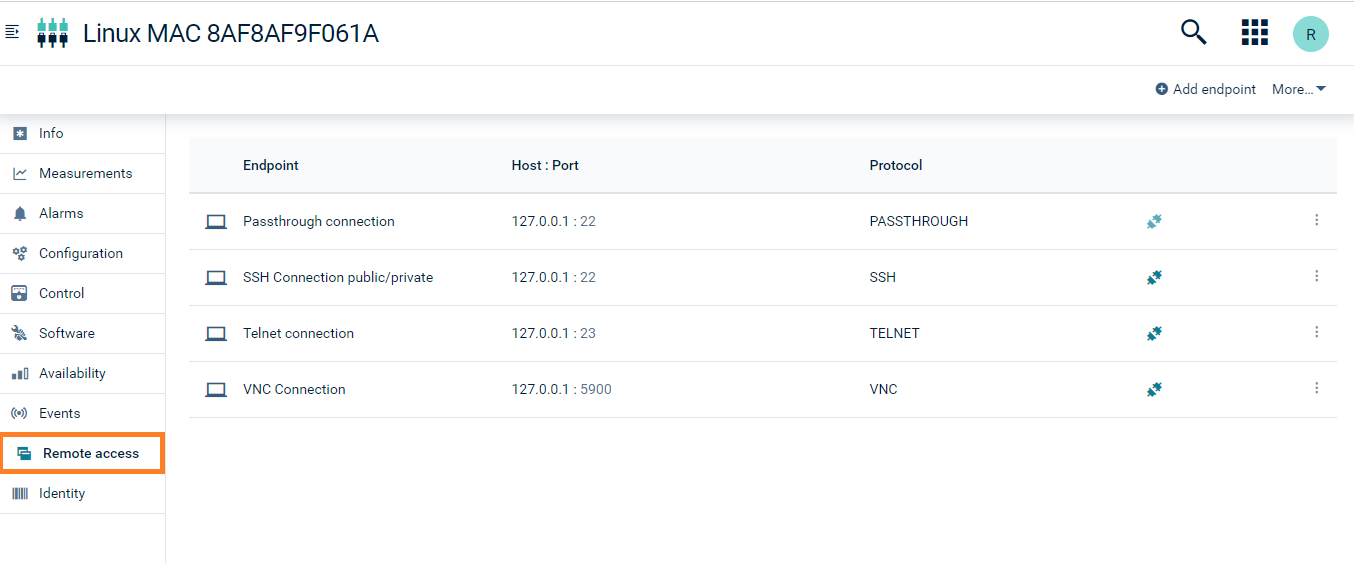 Linux MAC 8AF8AF9F061A
R
Add endpoint More...
Info
Measurements
Alarms
Configuration
Control
Software
Availability
Events
Remote access
Identity
Endpoint Host : Port Protocol
Passthrough connection 127.0.0.1 : 22 PASSTHROUGH
SSH Connection public/private 127.0.0.1 : 22 SSH
Telnet connection 127.0.0.1 : 23 TELNET
VNC Connection 127.0.0.1 : 5900 VNC